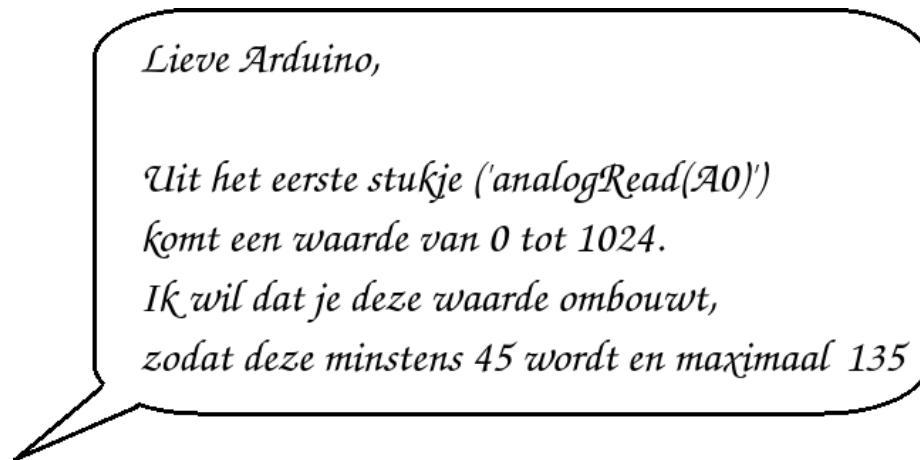 Lieve Arduino,
Uit het eerste stukje ('analogRead(A0)')
komt een waarde van 0 tot 1024.
Ik wil dat je deze waarde ombouwt,
zodat deze minstens 45 wordt en maximaal 135